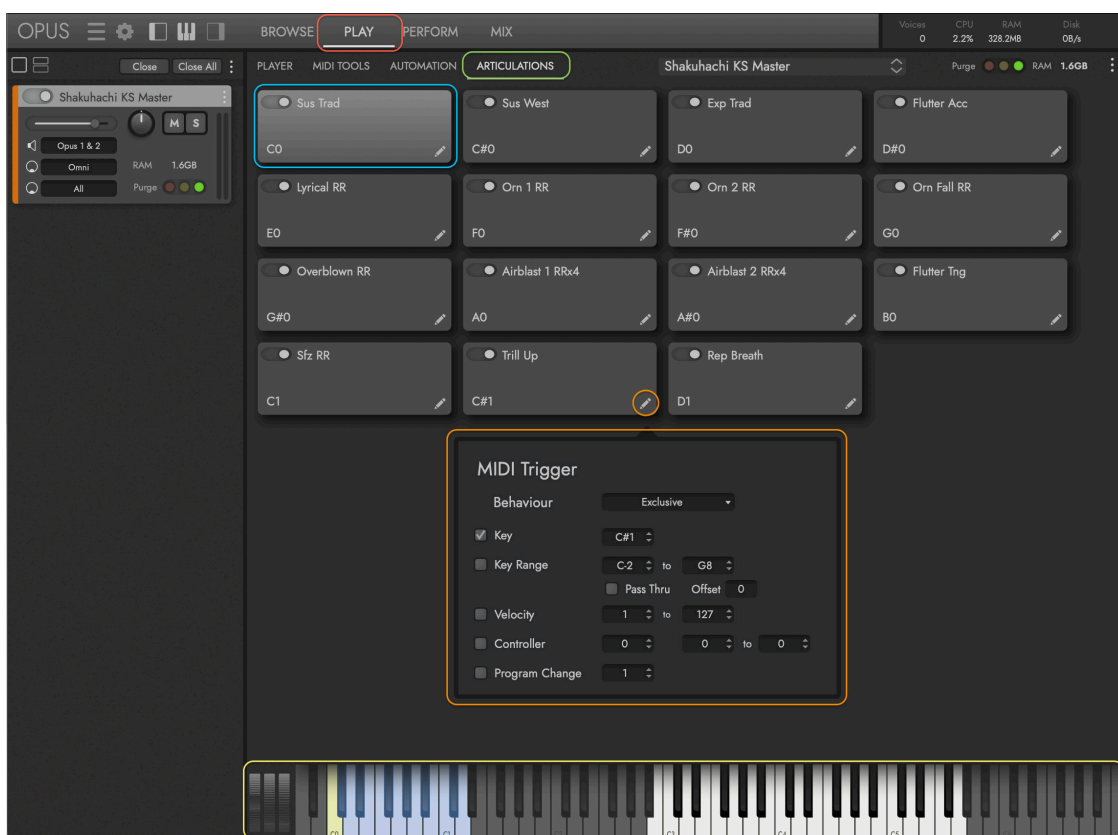 OPUS BROWSE PLAY PERFORM MIX Voices CPU RAM Disk
0 2.2% 328.2MB 0B/s
Close Close All PLAYER MIDI TOOLS AUTOMATION ARTICULATIONS Shakuhachi KS Master Purge RAM 1.6GB
Shakuhachi KS Master
M S
Opus 1 & 2
Omni RAM 1.6GB
All Purge
Sus Trad Sus West Exp Trad Flutter Acc
C0 C#0 D0 D#0
Lyrical RR Orn 1 RR Orn 2 RR Orn Fall RR
E0 F0 F#0 G0
Overblown RR Airblast 1 RRx4 Airblast 2 RRx4 Flutter Tng
G#0 A0 A#0 B0
Sfz RR Trill Up Rep Breath
C1 C#1 D1
MIDI Trigger
Behaviour Exclusive
Key C#1
Key Range C-2 to G8
Pass Thru Offset 0
Velocity 1 to 127
Controller 0 0 to 0
Program Change 1
C0 C1 C2 C3 C4 C5